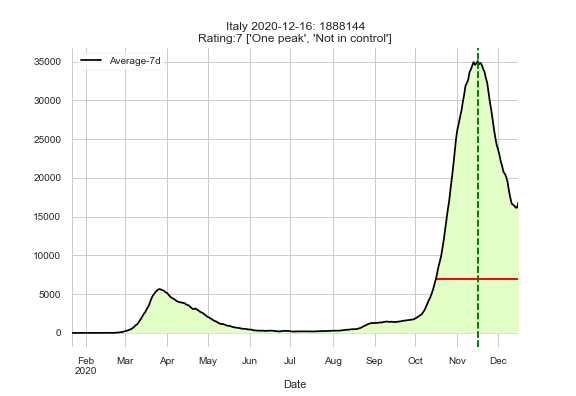 Italy 2020-12-16: 1888144
Rating:7 ['One peak', 'Not in control']
Average-7d
35000
30000
25000
20000
15000
10000
5000
0
Feb Mar Apr May Jun Jul Aug Sep Oct Nov Dec
2020
Date